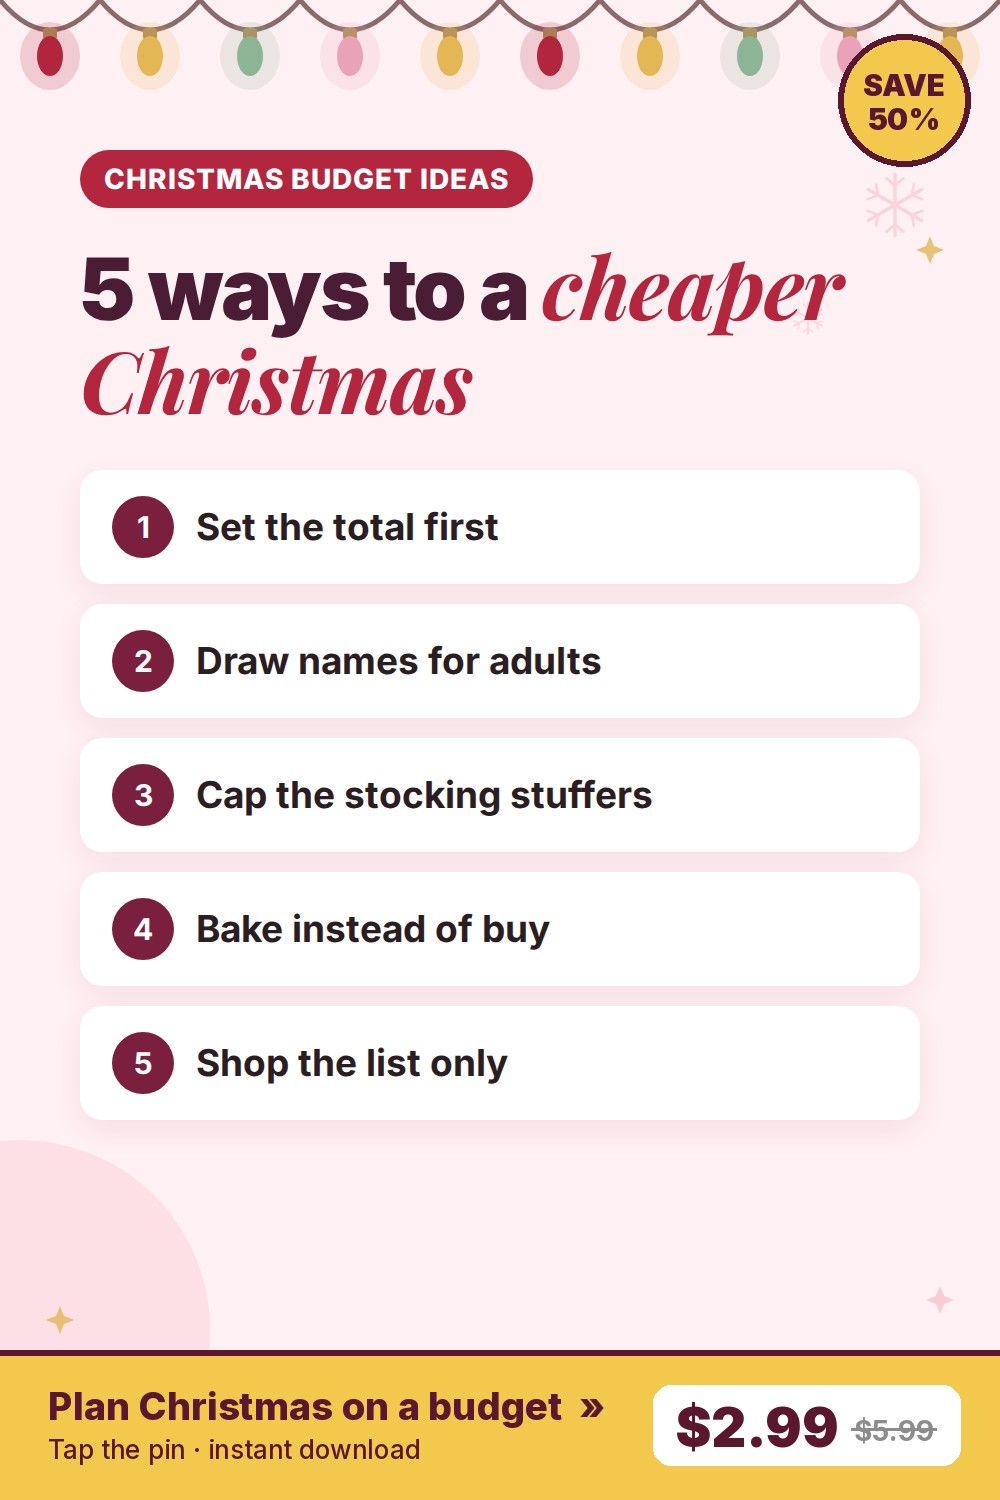 SAVE
50%
CHRISTMAS BUDGET IDEAS
5 ways to a cheaper
Christmas
1 Set the total first
2 Draw names for adults
3 Cap the stocking stuffers
4 Bake instead of buy
5 Shop the list only
Plan Christmas on a budget »
Tap the pin · instant download
$2.99 $5.99